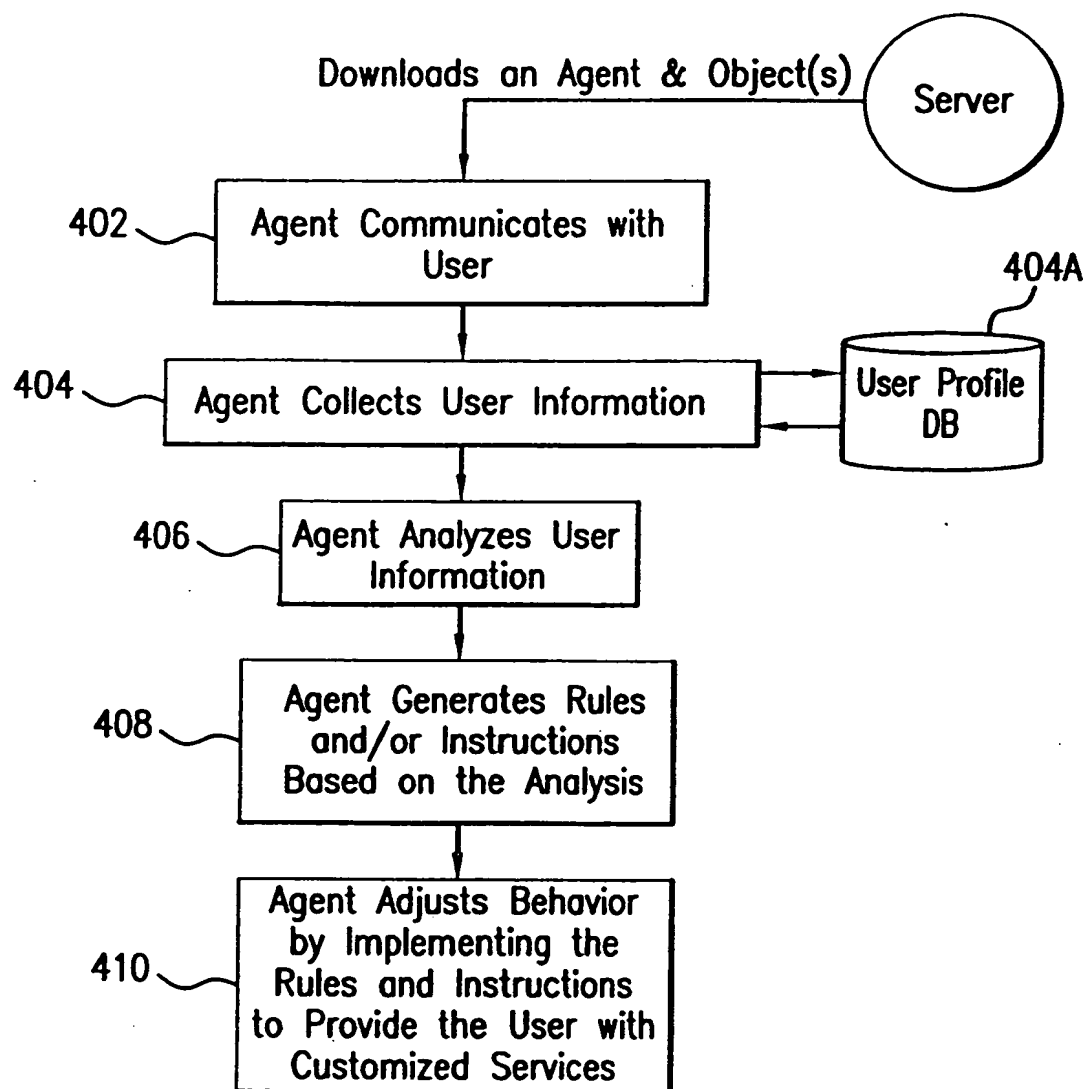 Downloads an Agent & Object(s)
Server
402
Agent Communicates with
User
404A
404
Agent Collects User Information
User Profile
DB
406
Agent Analyzes User
Information
408
Agent Generates Rules
and/or Instructions
Based on the Analysis
410
Agent Adjusts Behavior
by Implementing the
Rules and Instructions
to Provide the User with
Customized Services